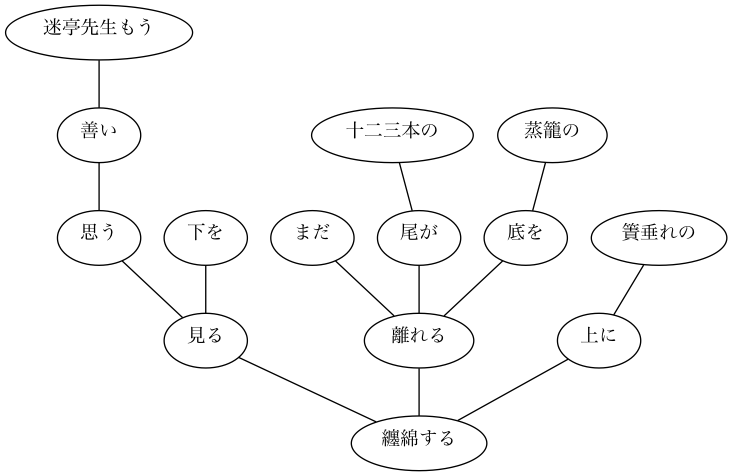 迷亭先生もう
善い
十二三本の
蒸籠の
思う
下を
まだ
尾が
底を
簀垂れの
見る
離れる
上に
纏綿する